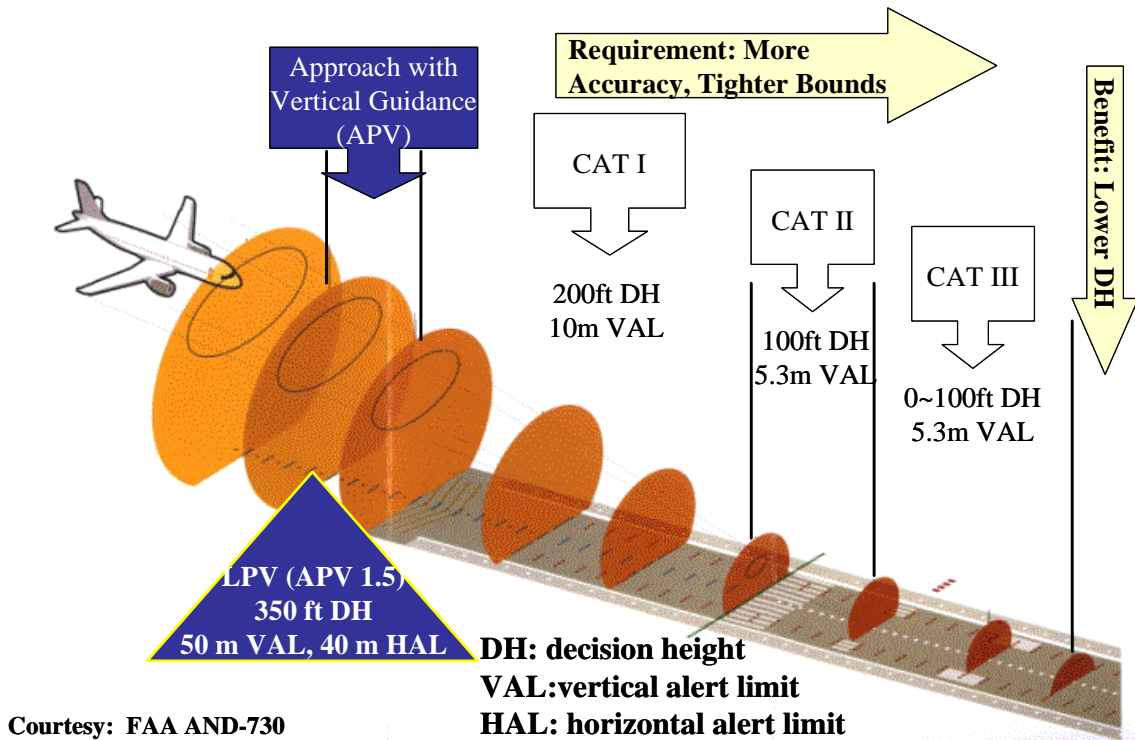 Approach with
Vertical Guidance
(APV)
Requirement: More
Accuracy, Tighter Bounds
Benefit: Lower DH
CAT I
200ft DH
10m VAL
CAT II
100ft DH
5.3m VAL
CAT III
0~100ft DH
5.3m VAL
LPV (APV 1.5)
350 ft DH
50 m VAL, 40 m HAL
DH: decision height
VAL:vertical alert limit
HAL: horizontal alert limit
Courtesy: FAA AND-730